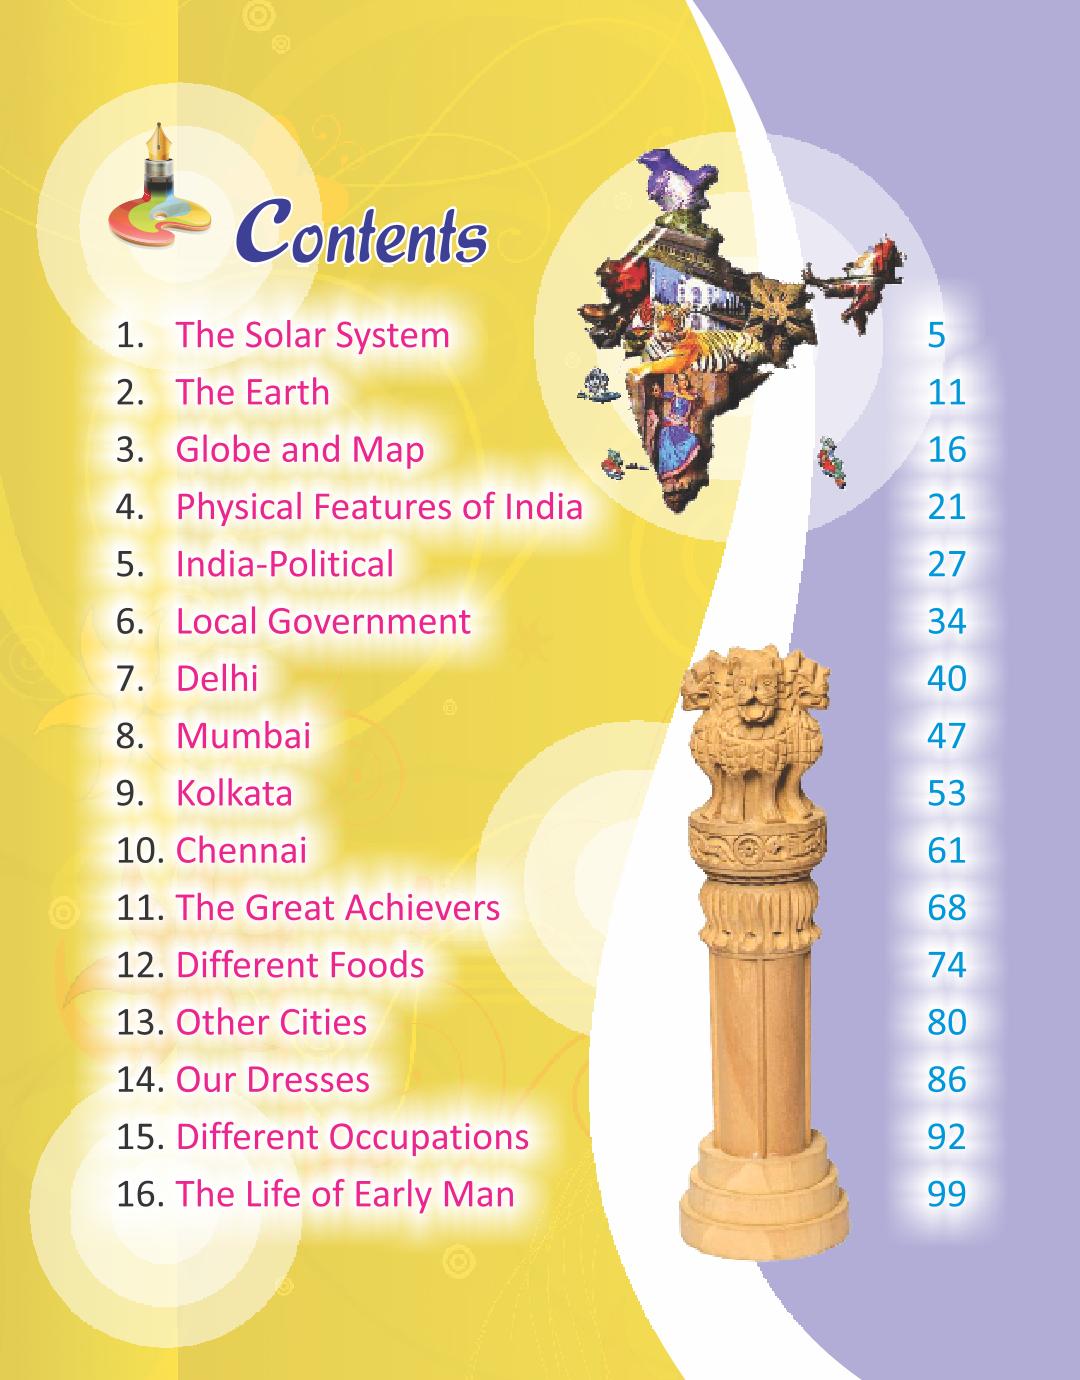 Contents
1. The Solar System 5
2. The Earth 11
3. Globe and Map 16
4. Physical Features of India 21
5. India-Political 27
6. Local Government 34
7. Delhi 40
8. Mumbai 47
9. Kolkata 53
10. Chennai 61
11. The Great Achievers 68
12. Different Foods 74
13. Other Cities 80
14. Our Dresses 86
15. Different Occupations 92
16. The Life of Early Man 99